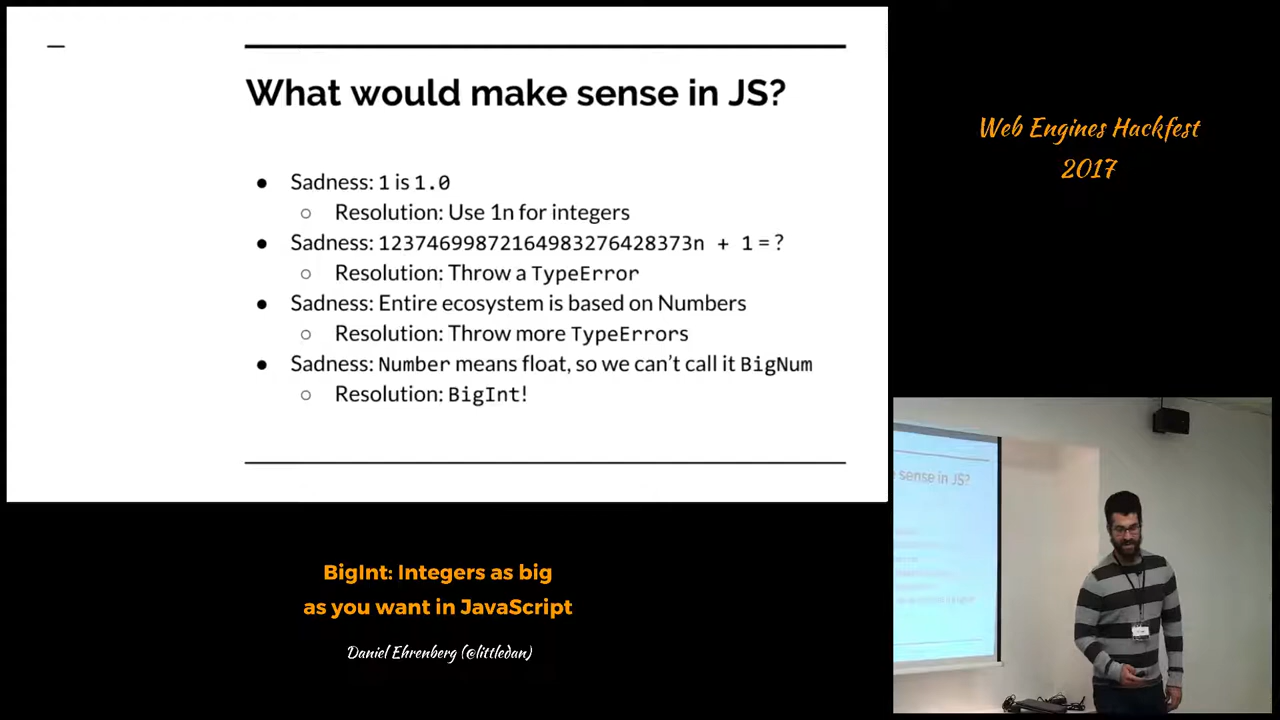 What would make sense in JS?
● Sadness: 1 is 1.0
○ Resolution: Use 1n for integers
● Sadness: 12374699872164983276428373n + 1 = ?
○ Resolution: Throw a TypeError
● Sadness: Entire ecosystem is based on Numbers
○ Resolution: Throw more TypeErrors
● Sadness: Number means float, so we can't call it BigNum
○ Resolution: BigInt!
Web Engines Hackfest
2017
sense in JS?
BigInt: Integers as big
as you want in JavaScript
Daniel Ehrenberg (@littledan)